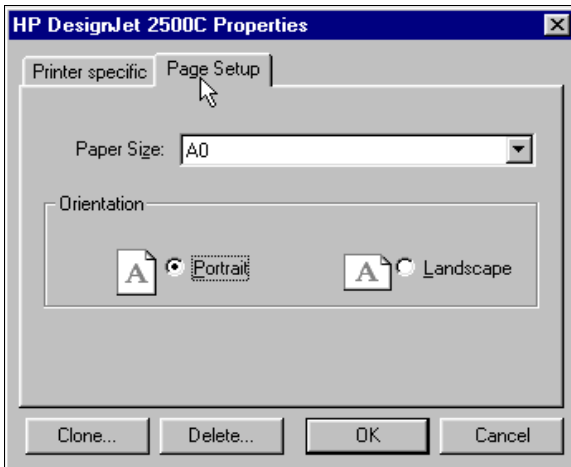 HP DesignJet 2500C Properties
Printer specific Page Setup
Paper Size: A0
Orientation
A Portrait A Landscape
Clone... Delete... OK Cancel